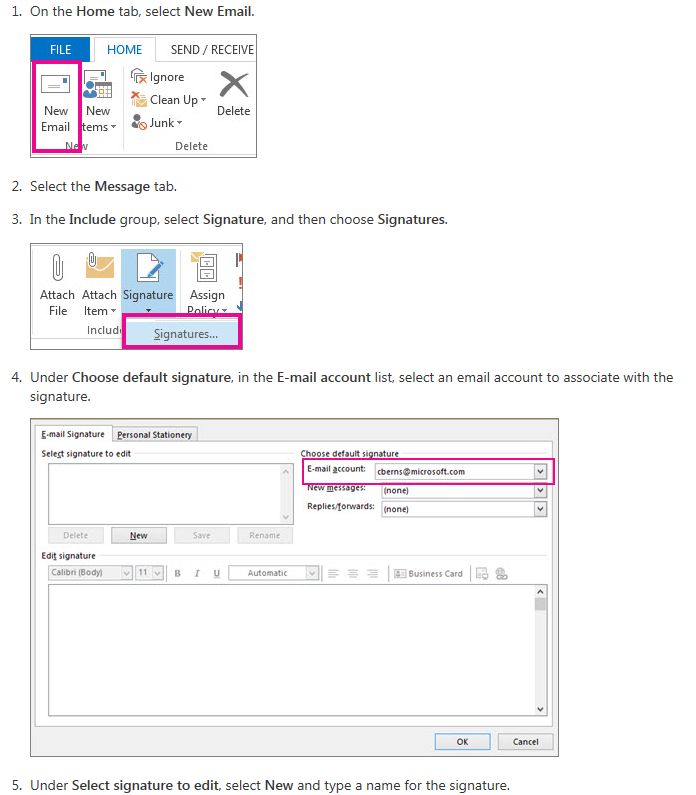 1. On the Home tab, select New Email.
FILE HOME SEND / RECEIVE
New Email
New tems
Ignore
Clean Up
Junk
Delete
New
Delete
2. Select the Message tab.
3. In the Include group, select Signature, and then choose Signatures.
Attach File
Attach Item
Signature
Assign Policy
Includ
Signatures...
4. Under Choose default signature, in the E-mail account list, select an email account to associate with the
signature.
E-mail Signature Personal Stationery
Select signature to edit
Choose default signature
E-mail account: cberns@microsoft.com
New messages: (none)
Replies/forwards: (none)
Delete New Save Rename
Edit signature
Calibri (Body) 11 B I U Automatic Business Card
OK Cancel
5. Under Select signature to edit, select New and type a name for the signature.